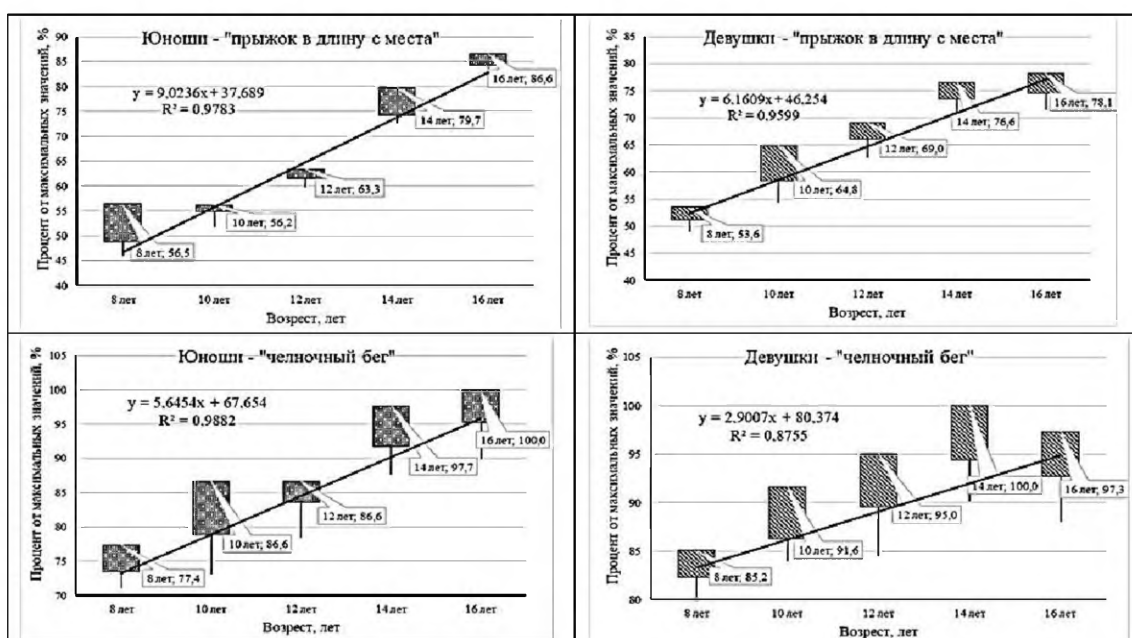 Юноши - "прыжок в длину с места"
Процент от максимальных значений, %
90
85
80
75
70
65
60
55
50
45
40
y = 9,0236x + 37,689
R² = 0,9783
8 лет; 56,5
10 лет; 56,2
12 лет; 63,3
14 лет; 79,7
16 лет; 86,6
8 лет
10 лет
12 лет
14 лет
16 лет
Возрест, лет
Девушки - "прыжок в длину с места"
Процент от максимальных значений, %
85
80
75
70
65
60
55
50
45
40
y = 6,1609x + 46,254
R² = 0,9599
8 лет; 53,6
10 лет; 64,8
12 лет; 69,0
14 лет; 76,6
16 лет; 78,1
8 лет
10 лет
12 лет
14 лет
16 лет
Возрест, лет
Юноши - "челночный бег"
Процент от максимальных значений, %
105
100
95
90
85
80
75
70
y = 5,6454x + 67,654
R² = 0,9882
8 лет; 77,4
10 лет; 86,6
12 лет; 86,6
14 лет; 97,7
16 лет; 100,0
8 лет
10 лет
12 лет
14 лет
16 лет
Возрест, лет
Девушки - "челночный бег"
Процент от максимальных значений, %
105
100
95
90
85
80
y = 2,9007x + 80,374
R² = 0,8755
8 лет; 85,2
10 лет; 91,6
12 лет; 95,0
14 лет; 100,0
16 лет; 97,3
8 лет
10 лет
12 лет
14 лет
16 лет
Возрест, лет